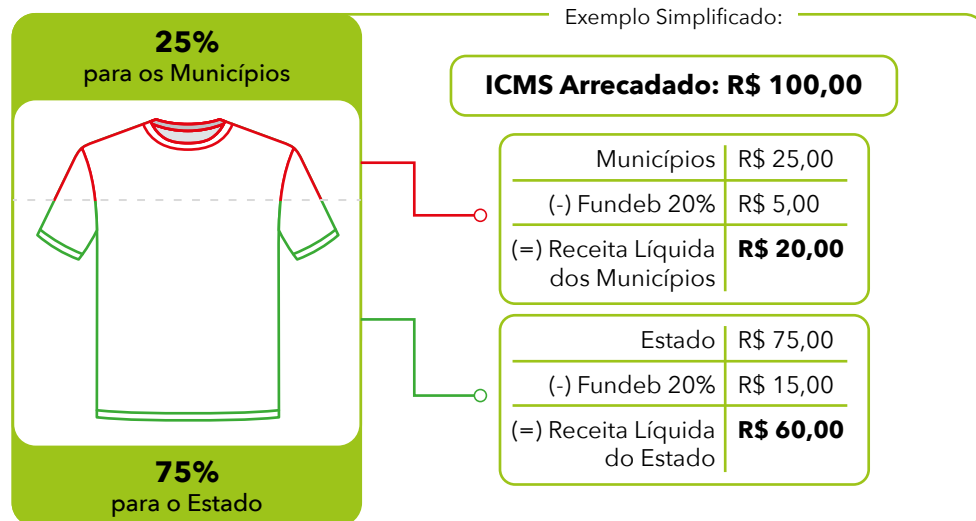 Exemplo Simplificado:
25%
para os Municípios
ICMS Arrecadado: R$ 100,00
Municípios R$ 25,00
(-) Fundeb 20% R$ 5,00
(=) Receita Líquida R$ 20,00
dos Municípios
Estado R$ 75,00
(-) Fundeb 20% R$ 15,00
(=) Receita Líquida R$ 60,00
do Estado
75%
para o Estado